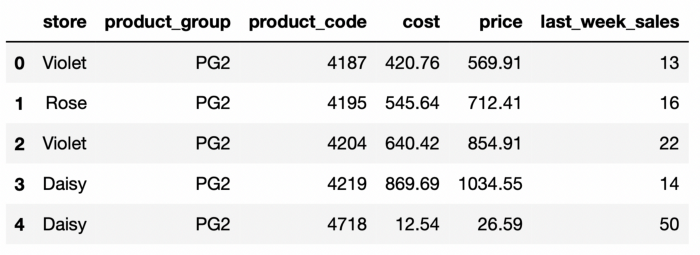 store product_group product_code cost price last_week_sales
0 Violet PG2 4187 420.76 569.91 13
1 Rose PG2 4195 545.64 712.41 16
2 Violet PG2 4204 640.42 854.91 22
3 Daisy PG2 4219 869.69 1034.55 14
4 Daisy PG2 4718 12.54 26.59 50